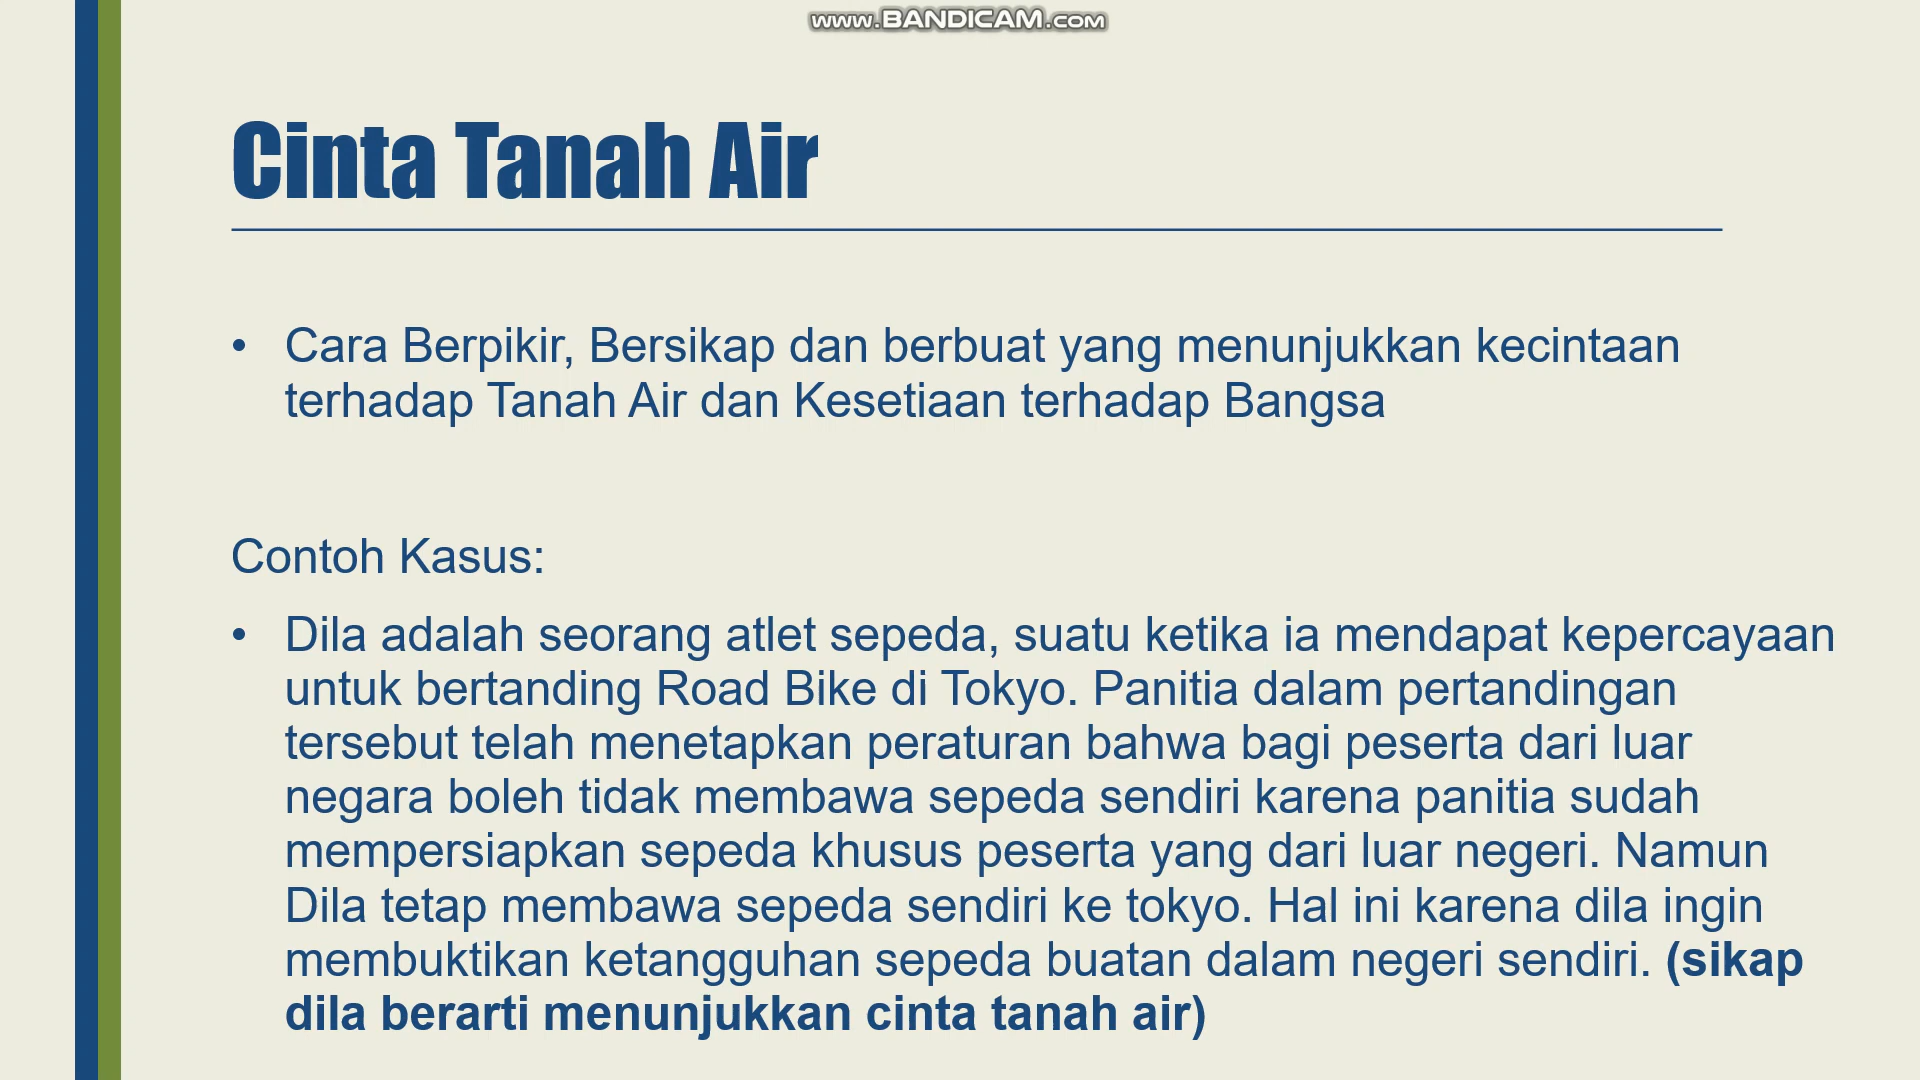 www.BANDICAM.com
Cinta Tanah Air
• Cara Berpikir, Bersikap dan berbuat yang menunjukkan kecintaan
terhadap Tanah Air dan Kesetiaan terhadap Bangsa
Contoh Kasus:
• Dila adalah seorang atlet sepeda, suatu ketika ia mendapat kepercayaan
untuk bertanding Road Bike di Tokyo. Panitia dalam pertandingan
tersebut telah menetapkan peraturan bahwa bagi peserta dari luar
negara boleh tidak membawa sepeda sendiri karena panitia sudah
mempersiapkan sepeda khusus peserta yang dari luar negeri. Namun
Dila tetap membawa sepeda sendiri ke tokyo. Hal ini karena dila ingin
membuktikan ketangguhan sepeda buatan dalam negeri sendiri. (sikap
dila berarti menunjukkan cinta tanah air)